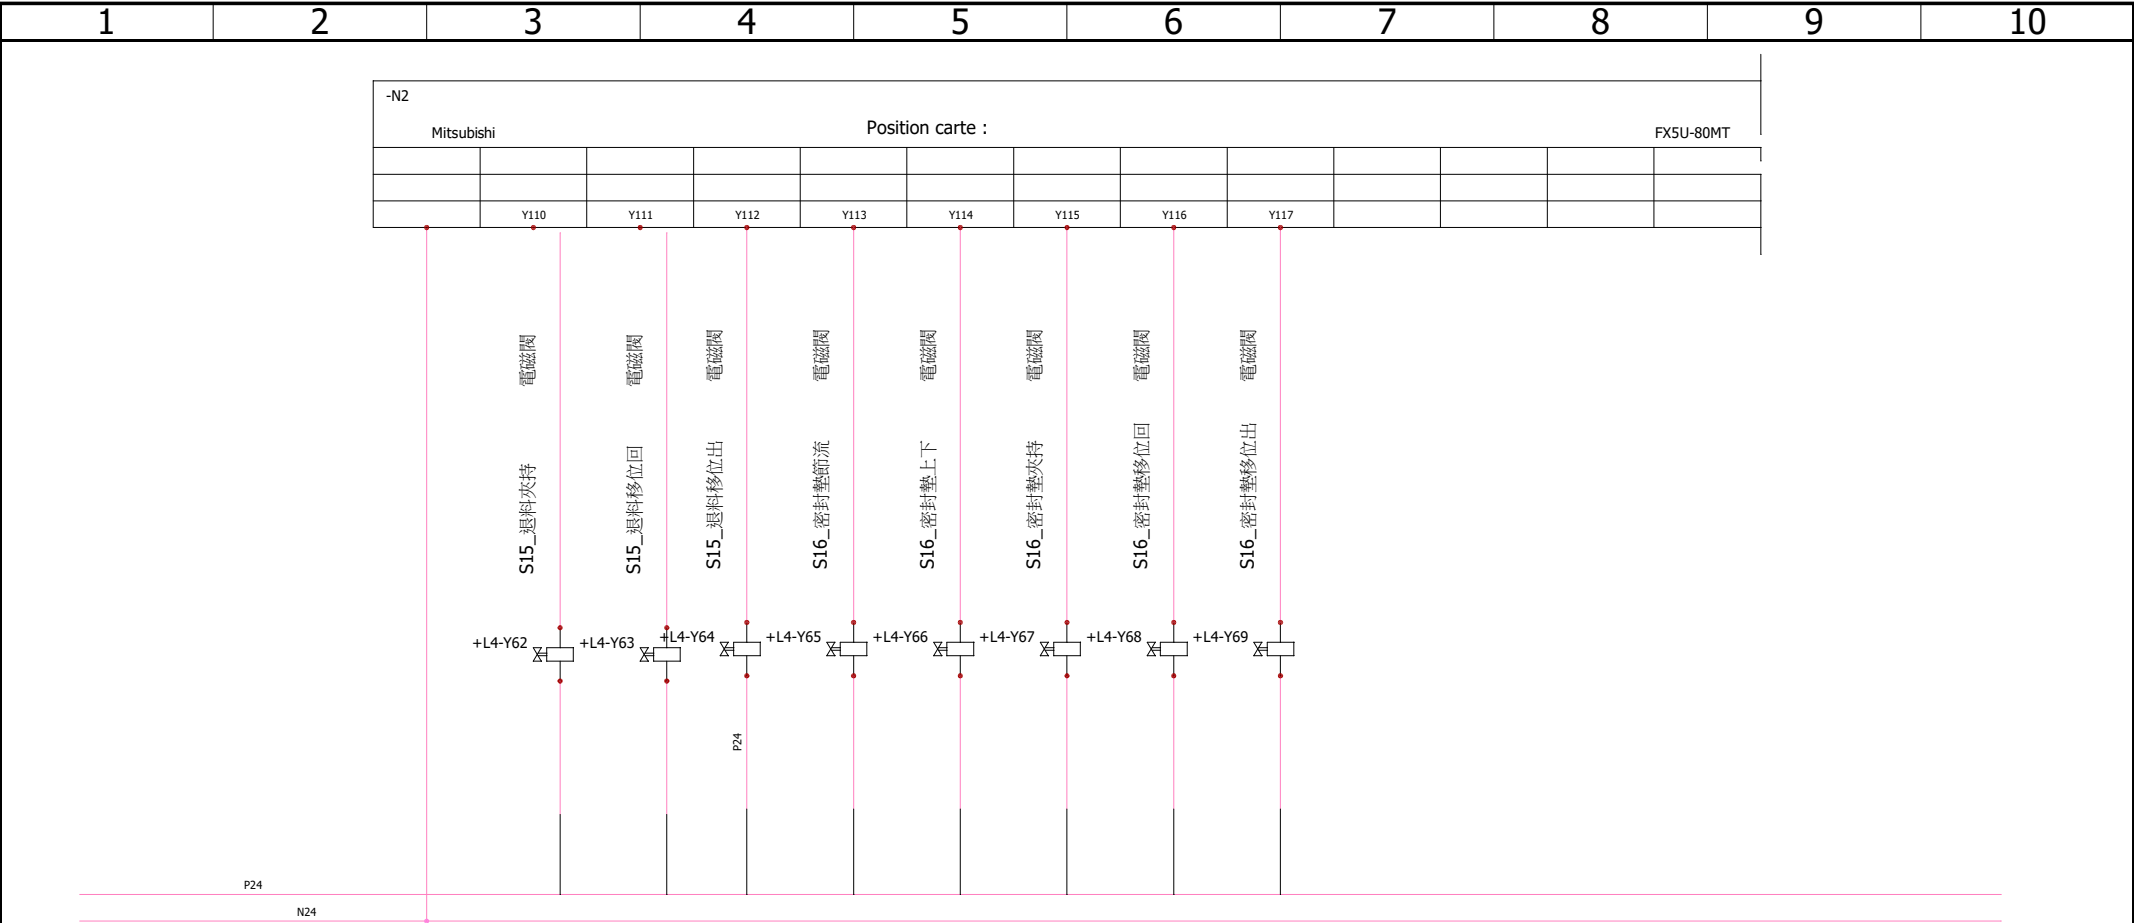 1 2 3 4 5 6 7 8 9 10
-N2
Mitsubishi Position carte : FX5U-80MT
Y110 Y111 Y112 Y113 Y114 Y115 Y116 Y117
S15_退料夾持 電磁閥
S15_退料移位回 電磁閥
S15_退料移位出 電磁閥
S16_密封墊節流 電磁閥
S16_密封墊上下 電磁閥
S16_密封墊夾持 電磁閥
S16_密封墊移位回 電磁閥
S16_密封墊移位出 電磁閥
+L4-Y62 +L4-Y63 +L4-Y64 +L4-Y65 +L4-Y66 +L4-Y67 +L4-Y68 +L4-Y69
P24
P24
N24